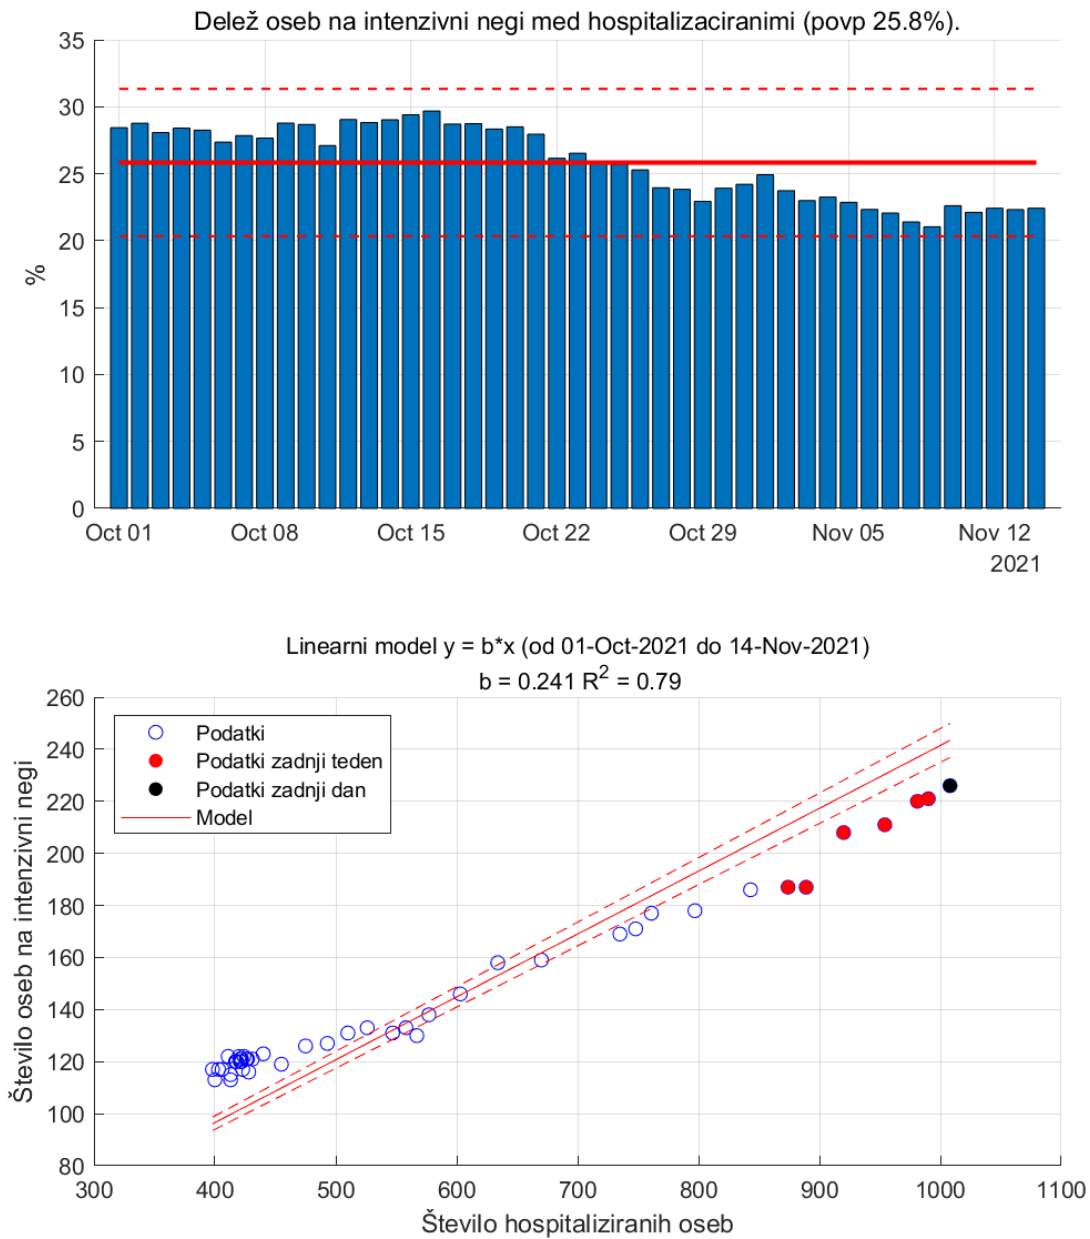 Delež oseb na intenzivni negi med hospitalizaciranimi (povp 25.8%).
35
30
25
20
15
10
5
0
%
Oct 01 Oct 08 Oct 15 Oct 22 Oct 29 Nov 05 Nov 12
2021
Linearni model y = b*x (od 01-Oct-2021 do 14-Nov-2021)
b = 0.241 R² = 0.79
260
240
220
200
180
160
140
120
100
80
Število oseb na intenzivni negi
Podatki
Podatki zadnji teden
Podatki zadnji dan
Model
300 400 500 600 700 800 900 1000 1100
Število hospitaliziranih oseb